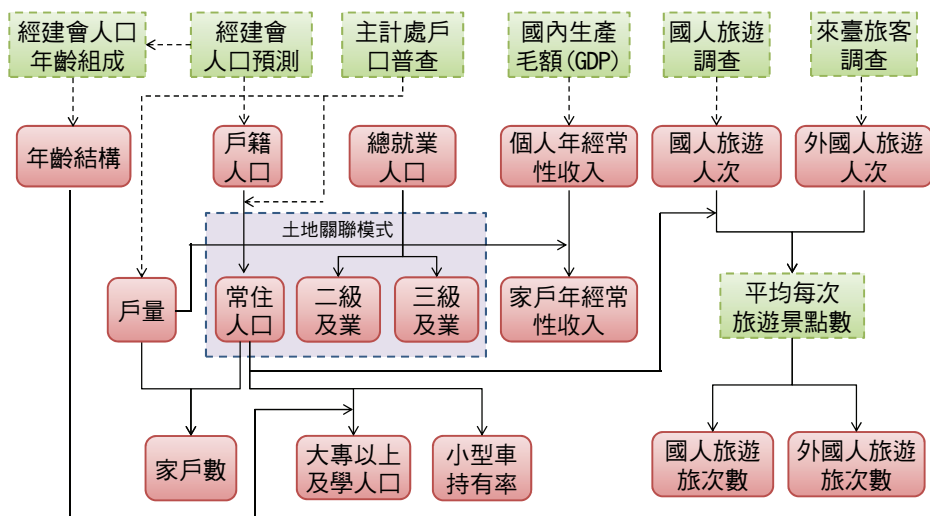 經建會人口
年齡組成
經建會
人口預測
主計處戶
口普查
國內生產
毛額(GDP)
國人旅遊
調查
來臺旅客
調查
年齡結構
戶籍
人口
總就業
人口
個人年經常
性收入
國人旅遊
人次
外國人旅遊
人次
土地關聯模式
戶量
常住
人口
二級
及業
三級
及業
家戶年經常
性收入
平均每次
旅遊景點數
家戶數
大專以上
及學人口
小型車
持有率
國人旅遊
旅次數
外國人旅遊
旅次數